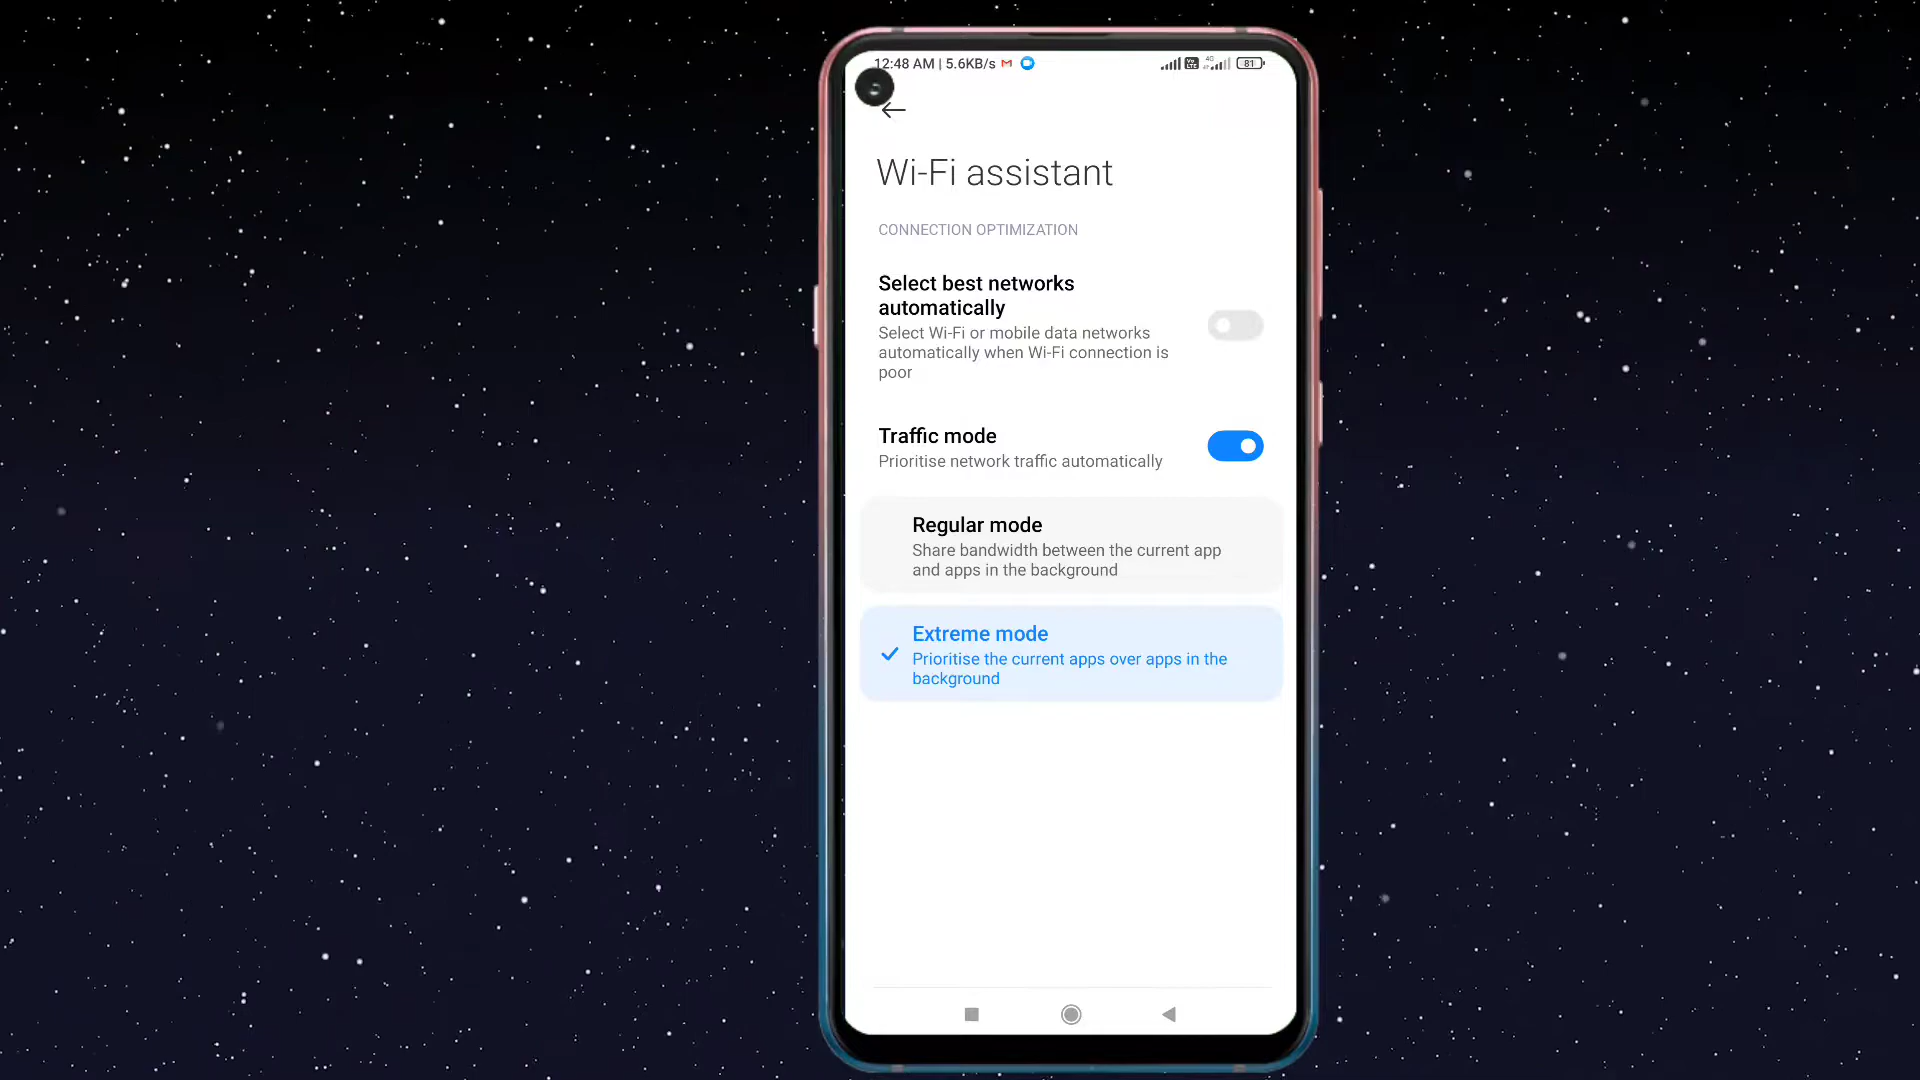 12:48 AM | 5.6KB/s
Vo LTE 4G 81
Wi-Fi assistant
CONNECTION OPTIMIZATION
Select best networks
automatically
Select Wi-Fi or mobile data networks
automatically when Wi-Fi connection is
poor
Traffic mode
Prioritise network traffic automatically
Regular mode
Share bandwidth between the current app
and apps in the background
Extreme mode
Prioritise the current apps over apps in the
background